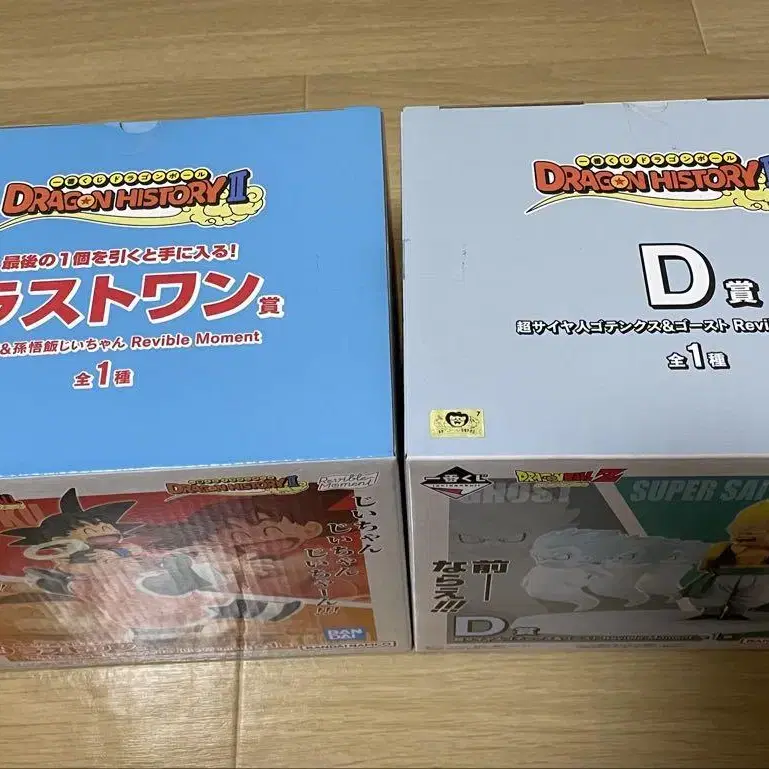 一番くじ ドラゴンボール
DRAGON HISTORY II
最後の1個を引くと手に入る!
ラストワン賞
&孫悟飯じいちゃん Revible Moment
全1種
DRAGON HISTORY II
Revible Moment
じいちゃん
じいちゃん
じいちゃーん!!!
BANDAI
BANDAI NAMCO
一番くじ ドラゴンボール
DRAGON HISTORY
D賞
超サイヤ人ゴテンクス&ゴースト
全1種
一番くじ
DRAGON BALL Z
GHOST
SUPER
前——
ならえ!!!
D賞